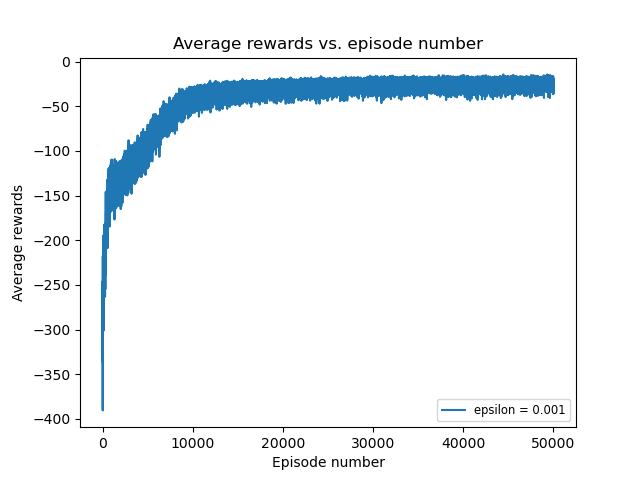 Average rewards vs. episode number
Average rewards
0
−50
−100
−150
−200
−250
−300
−350
−400
epsilon = 0.001
0 10000 20000 30000 40000 50000
Episode number